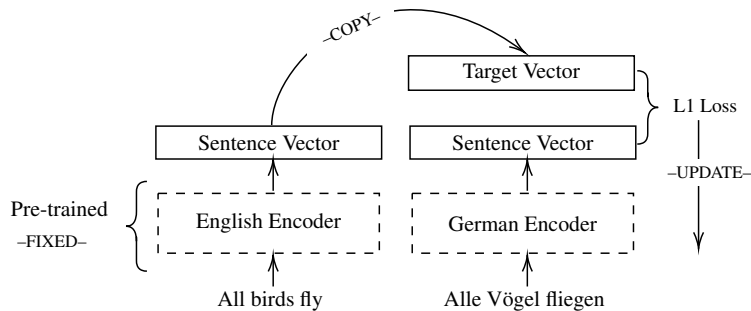 –COPY–
Target Vector
L1 Loss
Sentence Vector
Sentence Vector
–UPDATE–
Pre-trained
–FIXED–
English Encoder
German Encoder
All birds fly
Alle Vögel fliegen